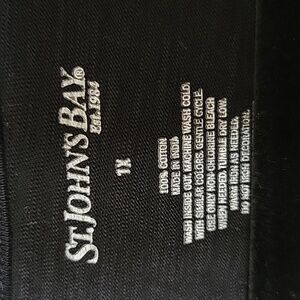 ST. JOHN'S BAY®
Est. 1984
1X
100% COTTON
MADE IN INDIA
WASH INSIDE OUT. MACHINE WASH COLD.
WITH SIMILAR COLORS. GENTLE CYCLE.
USE ONLY NON-CHLORINE BLEACH
WHEN NEEDED. TUMBLE DRY LOW.
WARM IRON AS NEEDED.
DO NOT IRON DECORATION.